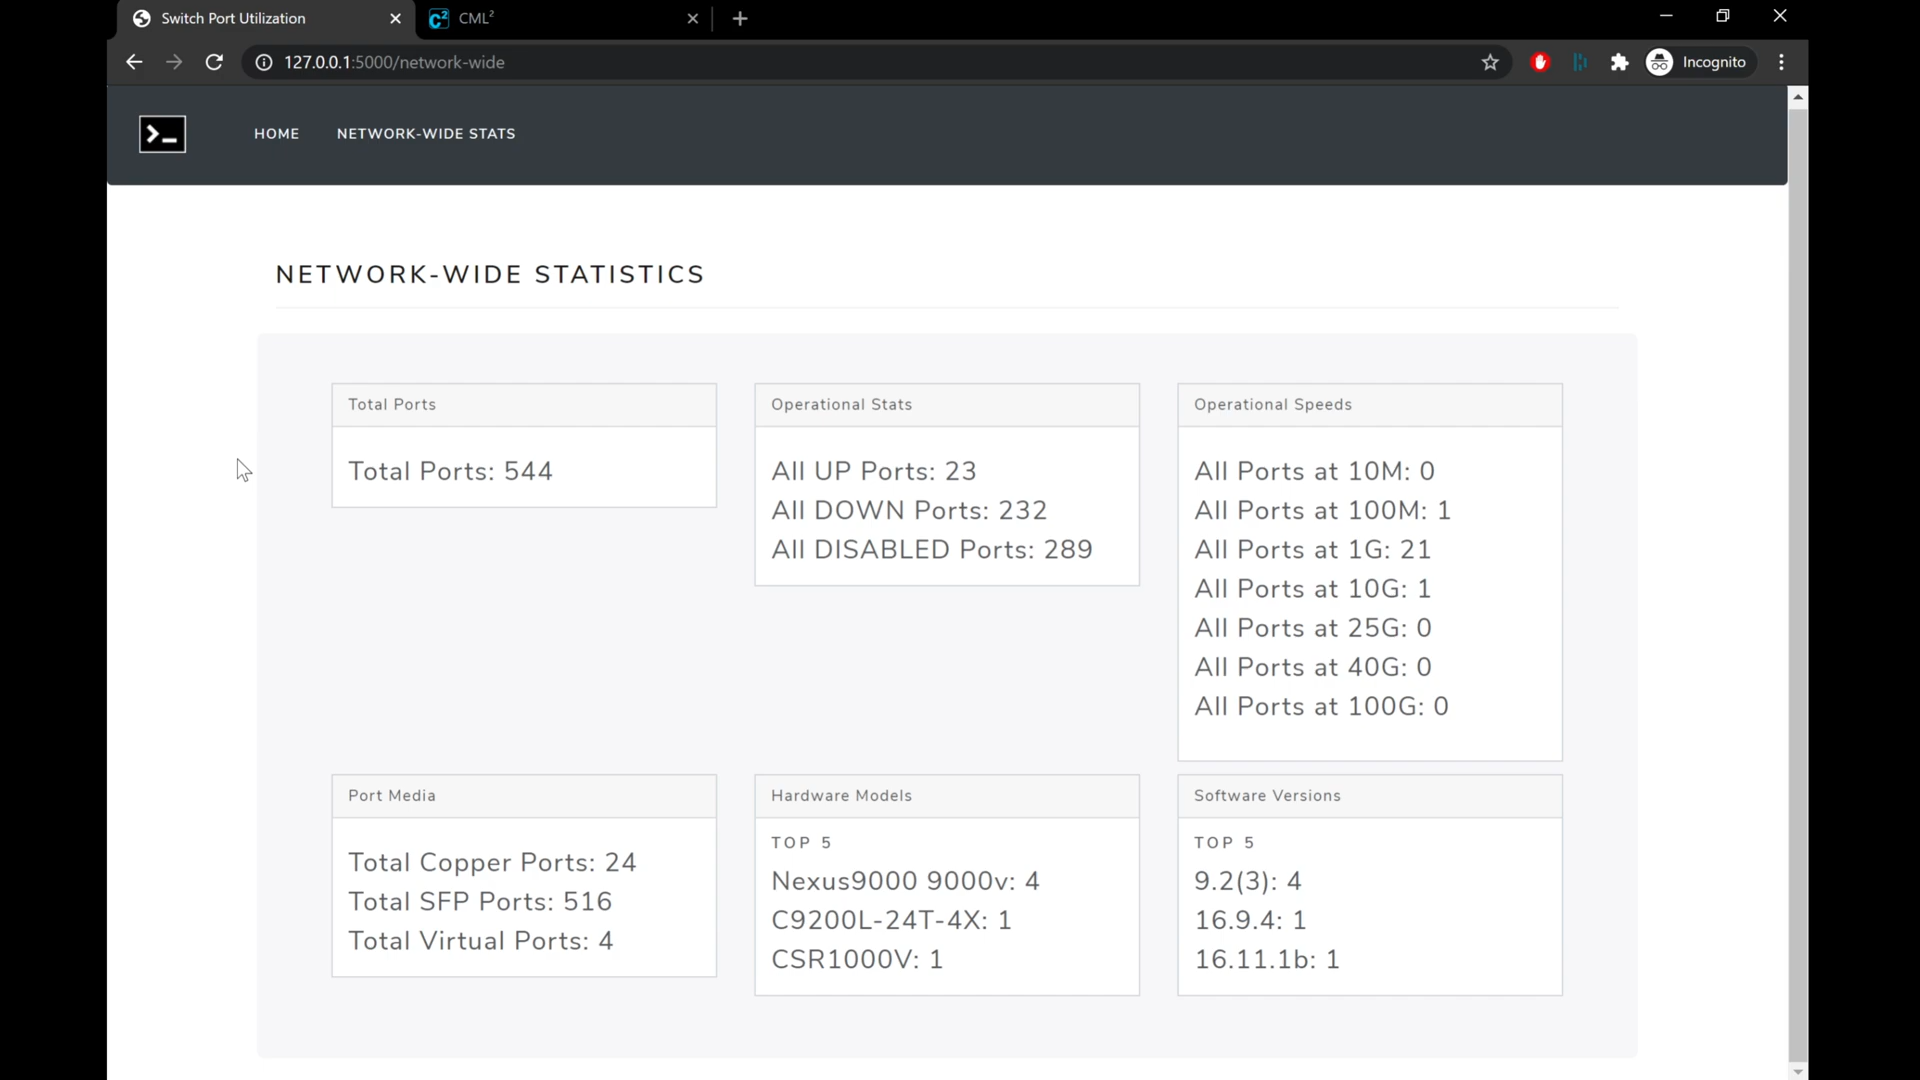 Switch Port Utilization
CML²
127.0.0.1:5000/network-wide
Incognito
HOME
NETWORK-WIDE STATS
NETWORK-WIDE STATISTICS
Total Ports
Total Ports: 544
Operational Stats
All UP Ports: 23
All DOWN Ports: 232
All DISABLED Ports: 289
Operational Speeds
All Ports at 10M: 0
All Ports at 100M: 1
All Ports at 1G: 21
All Ports at 10G: 1
All Ports at 25G: 0
All Ports at 40G: 0
All Ports at 100G: 0
Port Media
Total Copper Ports: 24
Total SFP Ports: 516
Total Virtual Ports: 4
Hardware Models
TOP 5
Nexus9000 9000v: 4
C9200L-24T-4X: 1
CSR1000V: 1
Software Versions
TOP 5
9.2(3): 4
16.9.4: 1
16.11.1b: 1